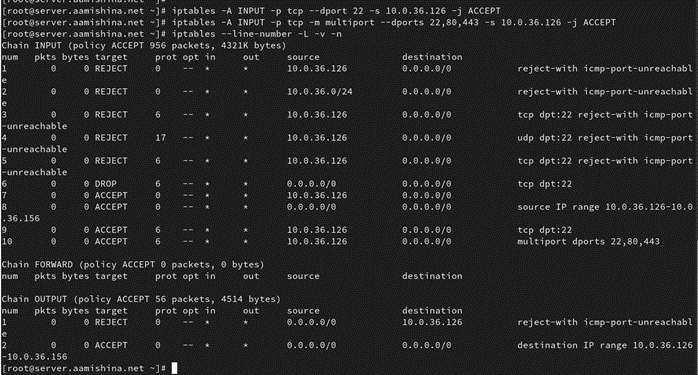 [root@server.aamishina.net ~]# iptables -A INPUT -p tcp --dport 22 -s 10.0.36.126 -j ACCEPT
[root@server.aamishina.net ~]# iptables -A INPUT -p tcp -m multiport --dports 22,80,443 -s 10.0.36.126 -j ACCEPT
[root@server.aamishina.net ~]# iptables --line-number -L -v -n
Chain INPUT (policy ACCEPT 956 packets, 4321K bytes)
num   pkts bytes target     prot opt in     out     source               destination
1        0     0 REJECT     0    --  *      *       10.0.36.126          0.0.0.0/0            reject-with icmp-port-unreachabl
e
2        0     0 REJECT     0    --  *      *       10.0.36.0/24         0.0.0.0/0            reject-with icmp-port-unreachabl
e
3        0     0 REJECT     6    --  *      *       10.0.36.126          0.0.0.0/0            tcp dpt:22 reject-with icmp-port
-unreachable
4        0     0 REJECT     17   --  *      *       10.0.36.126          0.0.0.0/0            udp dpt:22 reject-with icmp-port
-unreachable
5        0     0 REJECT     6    --  *      *       10.0.36.126          0.0.0.0/0            tcp dpt:22 reject-with icmp-port
-unreachable
6        0     0 DROP       6    --  *      *       0.0.0.0/0            0.0.0.0/0            tcp dpt:22
7        0     0 ACCEPT     0    --  *      *       10.0.36.126          0.0.0.0/0
8        0     0 ACCEPT     0    --  *      *       0.0.0.0/0            0.0.0.0/0            source IP range 10.0.36.126-10.0
.36.156
9        0     0 ACCEPT     6    --  *      *       10.0.36.126          0.0.0.0/0            tcp dpt:22
10       0     0 ACCEPT     6    --  *      *       10.0.36.126          0.0.0.0/0            multiport dports 22,80,443
Chain FORWARD (policy ACCEPT 0 packets, 0 bytes)
num   pkts bytes target     prot opt in     out     source               destination
Chain OUTPUT (policy ACCEPT 56 packets, 4514 bytes)
num   pkts bytes target     prot opt in     out     source               destination
1        0     0 REJECT     0    --  *      *       0.0.0.0/0            10.0.36.126          reject-with icmp-port-unreachabl
e
2        0     0 ACCEPT     0    --  *      *       0.0.0.0/0            0.0.0.0/0            destination IP range 10.0.36.126
-10.0.36.156
[root@server.aamishina.net ~]#